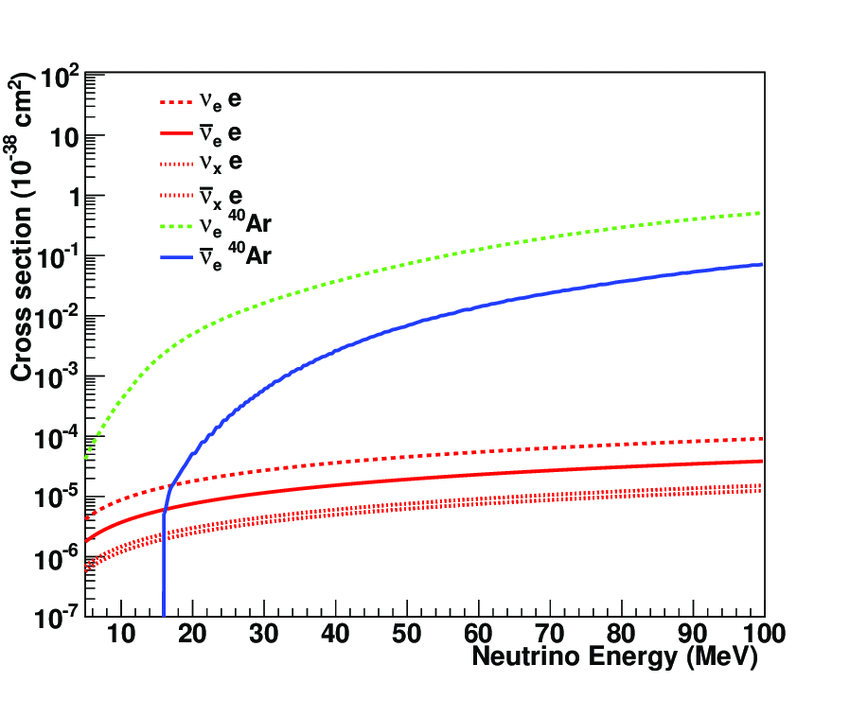 Cross section (10⁻³⁸ cm²)
10²
10
1
10⁻¹
10⁻²
10⁻³
10⁻⁴
10⁻⁵
10⁻⁶
10⁻⁷
νₑ e
ν̅ₑ e
νₓ e
ν̅ₓ e
νₑ ⁴⁰Ar
ν̅ₑ ⁴⁰Ar
10 20 30 40 50 60 70 80 90 100
Neutrino Energy (MeV)